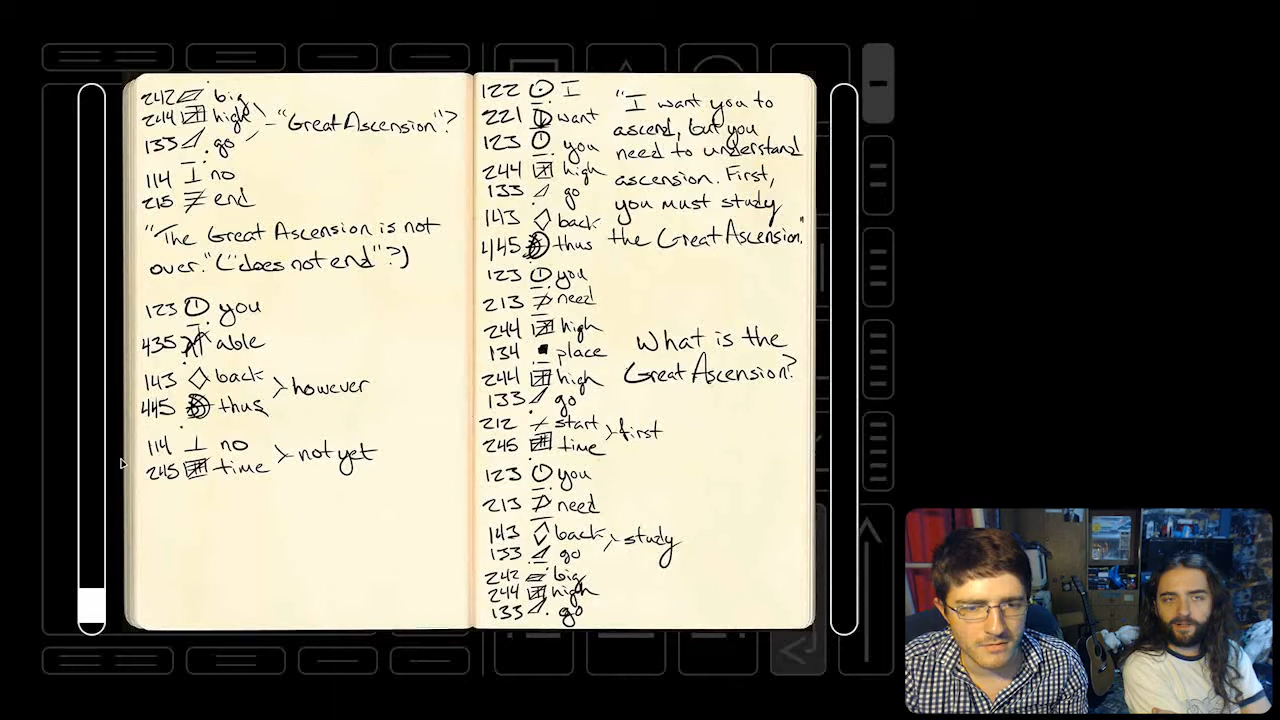 242 big
244 high
133 go
"Great Ascension"?
114 no
215 end
"The Great Ascension is not
over." ("does not end"?)
123 you
435 able
143 back
445 thus
however
114 no
245 time
not yet
122 I
221 want
123 you
244 high
133 go
143 back
445 thus
123 you
213 need
244 high
134 place
244 high
133 go
212 start
245 time
first
123 you
213 need
143 back
133 go
study
242 big
244 high
133 go
"I want you to
ascend, but you
need to understand
ascension. First,
you must study
the Great Ascension."
What is the
Great Ascension?